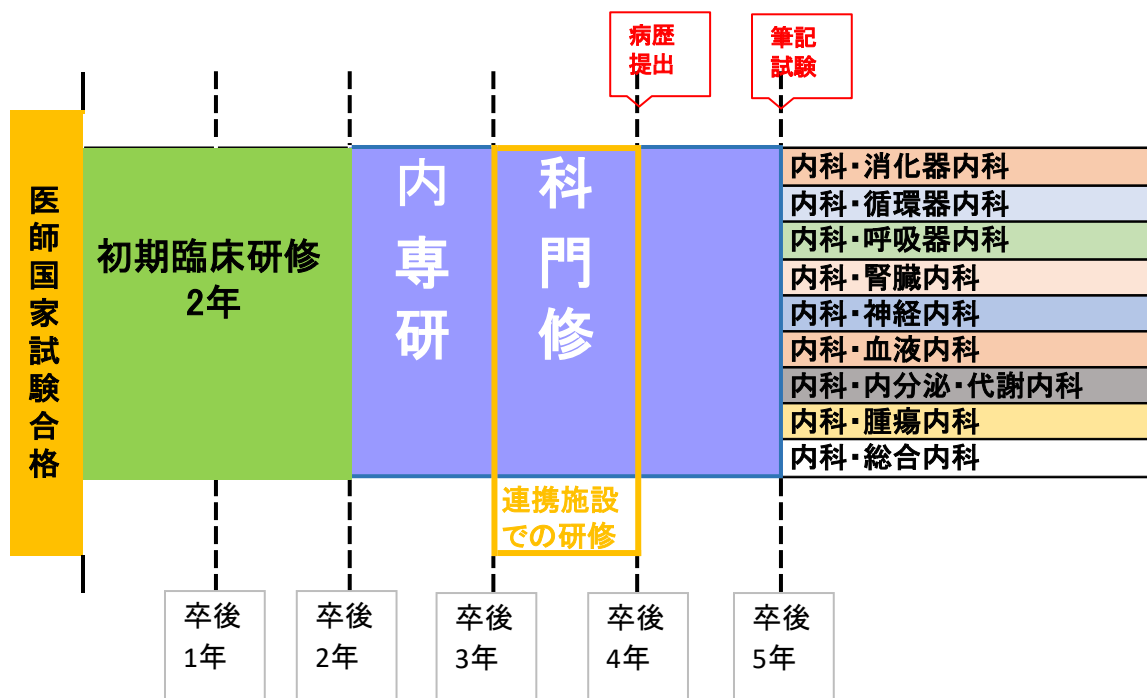 病歴
提出
筆記
試験
医師国家試験合格
初期臨床研修
2年
内科
専門
研修
内科・消化器内科
内科・循環器内科
内科・呼吸器内科
内科・腎臓内科
内科・神経内科
内科・血液内科
内科・内分泌・代謝内科
内科・腫瘍内科
内科・総合内科
連携施設
での研修
卒後
1年
卒後
2年
卒後
3年
卒後
4年
卒後
5年